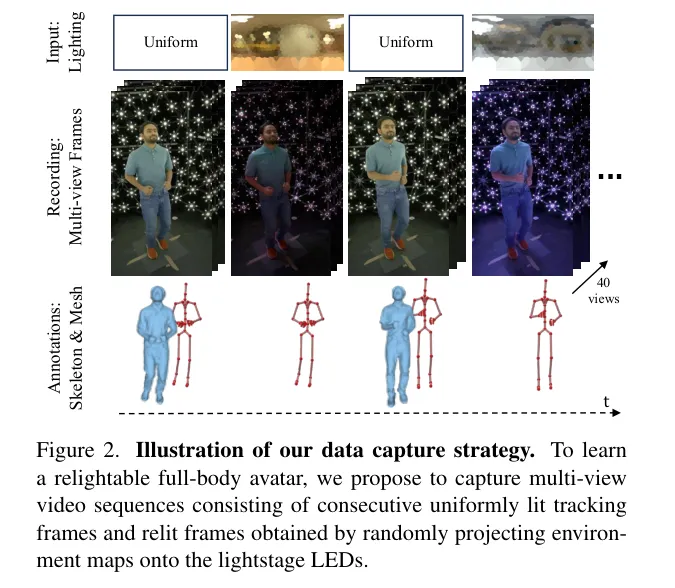 Input:
Lighting
Uniform
Uniform
Recording:
Multi-view Frames
...
40
views
Annotations:
Skeleton & Mesh
t
Figure 2. Illustration of our data capture strategy. To learn
a relightable full-body avatar, we propose to capture multi-view
video sequences consisting of consecutive uniformly lit tracking
frames and relit frames obtained by randomly projecting environ-
ment maps onto the lightstage LEDs.